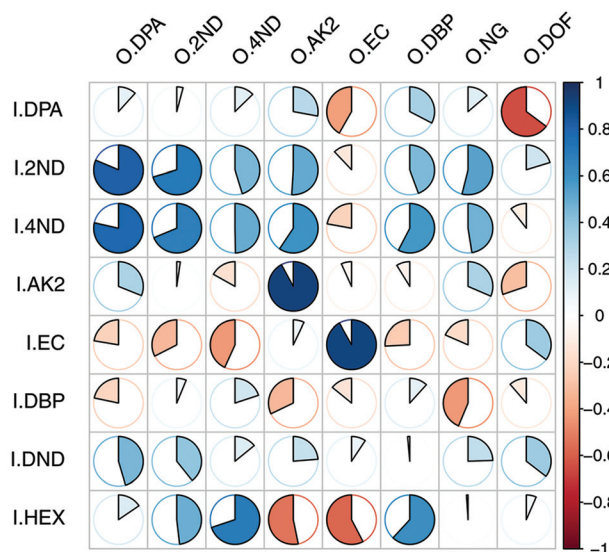 O.DPA O.2ND O.4ND O.AK2 O.EC O.DBP O.NG O.DOF
I.DPA
I.2ND
I.4ND
I.AK2
I.EC
I.DBP
I.DND
I.HEX
1
0.8
0.6
0.4
0.2
0
-0.2
-0.4
-0.6
-0.8
-1